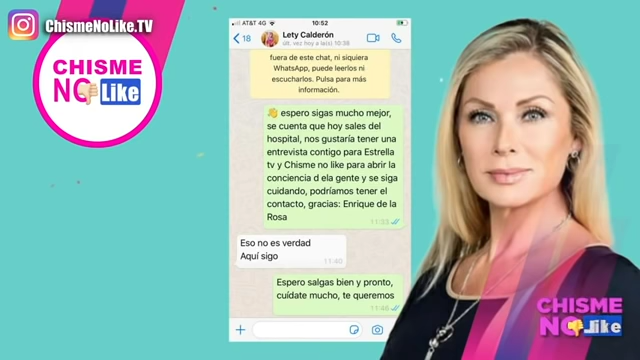 ChismeNoLike.TV
CHISME
NO Like
AT&T 4G
10:52
18
Lety Calderón
últ. vez hoy a la(s) 10:38
fuera de este chat, ni siquiera
WhatsApp, puede leerlos ni
escucharlos. Pulsa para más
información.
👋 espero sigas mucho mejor,
se cuenta que hoy sales del
hospital, nos gustaría tener una
entrevista contigo para Estrella
tv y Chisme no like para abrir la
conciencia d ela gente y se siga
cuidando, podríamos tener el
contacto, gracias: Enrique de la
Rosa
11:33
Eso no es verdad
Aquí sigo
11:40
Espero salgas bien y pronto,
cuídate mucho, te queremos
11:46
CHISME
NO Like